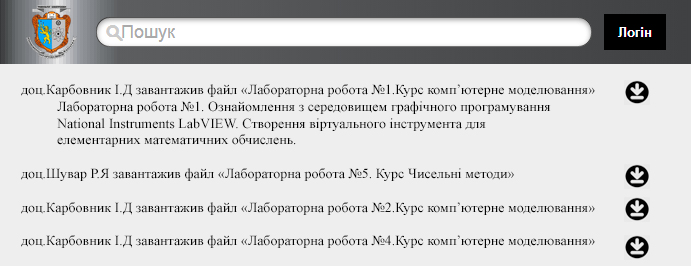 Пошук
Логін
доц.Карбовник І.Д завантажив файл «Лабораторна робота №1.Курс комп’ютерне моделювання»
Лабораторна робота №1. Ознайомлення з середовищем графічного програмування
National Instruments LabVIEW. Створення віртуального інструмента для
елементарних математичних обчислень.
доц.Шувар Р.Я завантажив файл «Лабораторна робота №5. Курс Чисельні методи»
доц.Карбовник І.Д завантажив файл «Лабораторна робота №2.Курс комп’ютерне моделювання»
доц.Карбовник І.Д завантажив файл «Лабораторна робота №4.Курс комп’ютерне моделювання»